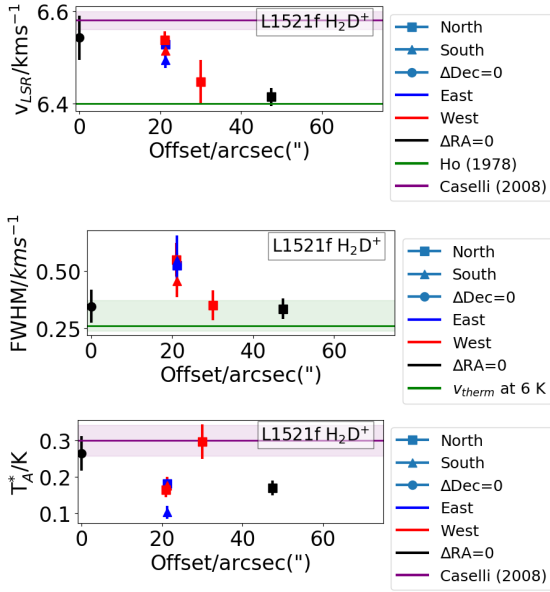 6.6
6.4
v_LSR/kms⁻¹
L1521f H₂D⁺
0 20 40 60
Offset/arcsec(")
North
South
ΔDec=0
East
West
ΔRA=0
Ho (1978)
Caselli (2008)
0.50
0.25
FWHM/kms⁻¹
L1521f H₂D⁺
0 20 40 60
Offset/arcsec(")
North
South
ΔDec=0
East
West
ΔRA=0
v_therm at 6 K
0.3
0.2
0.1
T*_A/K
L1521f H₂D⁺
0 20 40 60
Offset/arcsec(")
North
South
ΔDec=0
East
West
ΔRA=0
Caselli (2008)